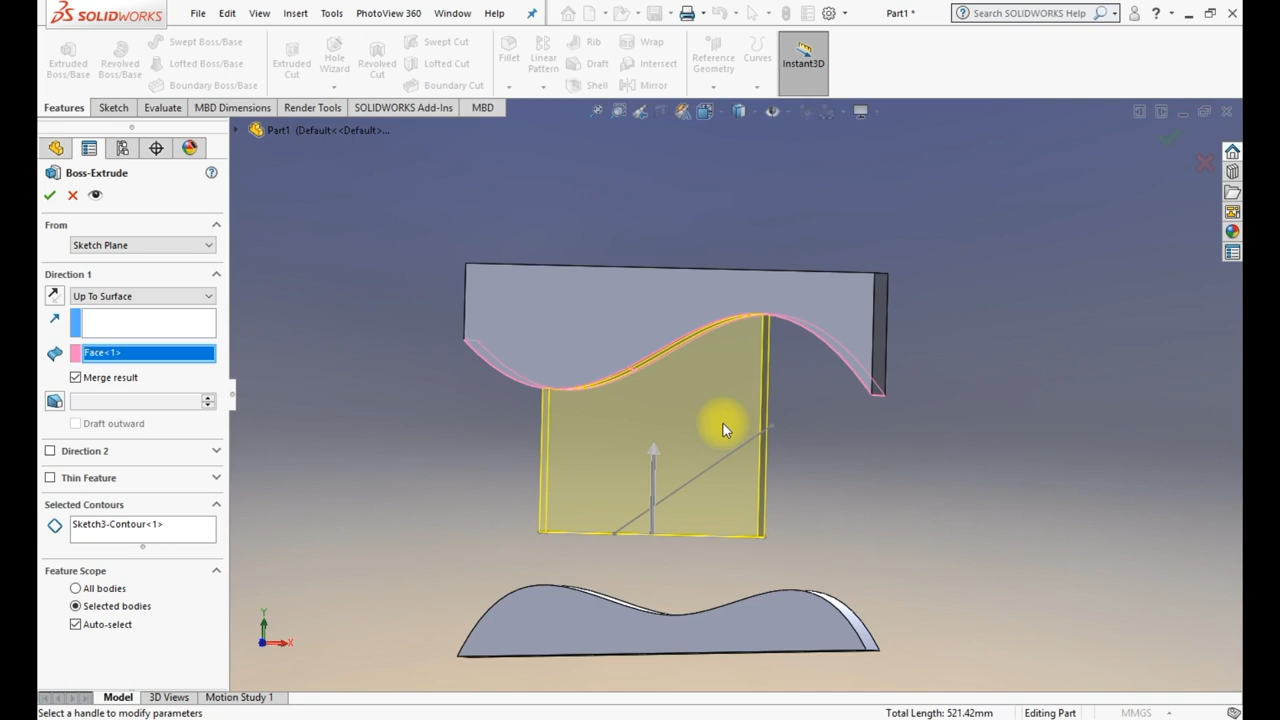 SOLIDWORKS File Edit View Insert Tools PhotoView 360 Window Help Part1 * Search SOLIDWORKS Help ?
Extruded Boss/Base Revolved Boss/Base Swept Boss/Base Lofted Boss/Base Boundary Boss/Base Extruded Cut Hole Wizard Revolved Cut Swept Cut Lofted Cut Boundary Cut Fillet Linear Pattern Rib Draft Shell Wrap Intersect Mirror Reference Geometry Curves Instant3D
Features Sketch Evaluate MBD Dimensions Render Tools SOLIDWORKS Add-Ins MBD
Part1 (Default<<Default>...
Boss-Extrude ?
From
Sketch Plane
Direction 1
Up To Surface
Face<1>
Merge result
Draft outward
Direction 2
Thin Feature
Selected Contours
Sketch3-Contour<1>
Feature Scope
All bodies
Selected bodies
Auto-select
Y
X
Model 3D Views Motion Study 1
Select a handle to modify parameters Total Length: 521.42mm Editing Part MMGS